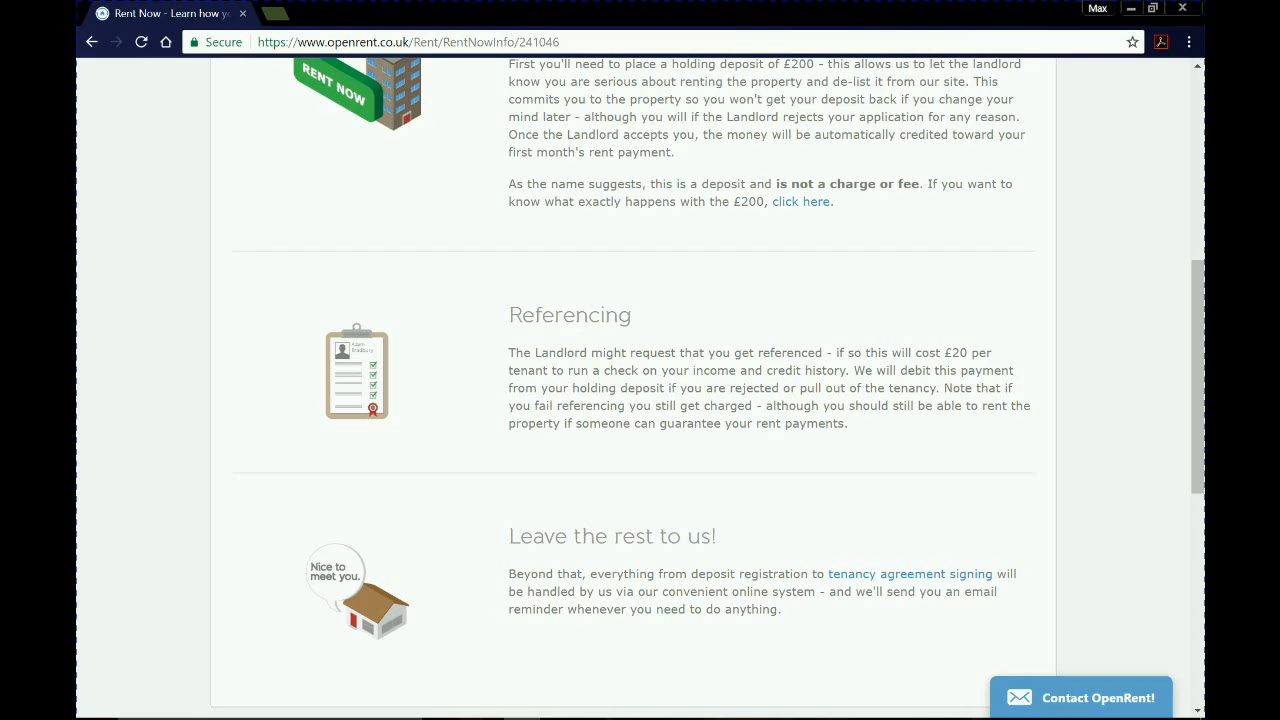 Rent Now - Learn how yo
Max
Secure
https://www.openrent.co.uk/Rent/RentNowInfo/241046
RENT NOW
First you'll need to place a holding deposit of £200 - this allows us to let the landlord
know you are serious about renting the property and de-list it from our site. This
commits you to the property so you won't get your deposit back if you change your
mind later - although you will if the Landlord rejects your application for any reason.
Once the Landlord accepts you, the money will be automatically credited toward your
first month's rent payment.
As the name suggests, this is a deposit and is not a charge or fee. If you want to
know what exactly happens with the £200, click here.
Adam
Bradbury
Referencing
The Landlord might request that you get referenced - if so this will cost £20 per
tenant to run a check on your income and credit history. We will debit this payment
from your holding deposit if you are rejected or pull out of the tenancy. Note that if
you fail referencing you still get charged - although you should still be able to rent the
property if someone can guarantee your rent payments.
Nice to
meet you.
Leave the rest to us!
Beyond that, everything from deposit registration to tenancy agreement signing will
be handled by us via our convenient online system - and we'll send you an email
reminder whenever you need to do anything.
Contact OpenRent!